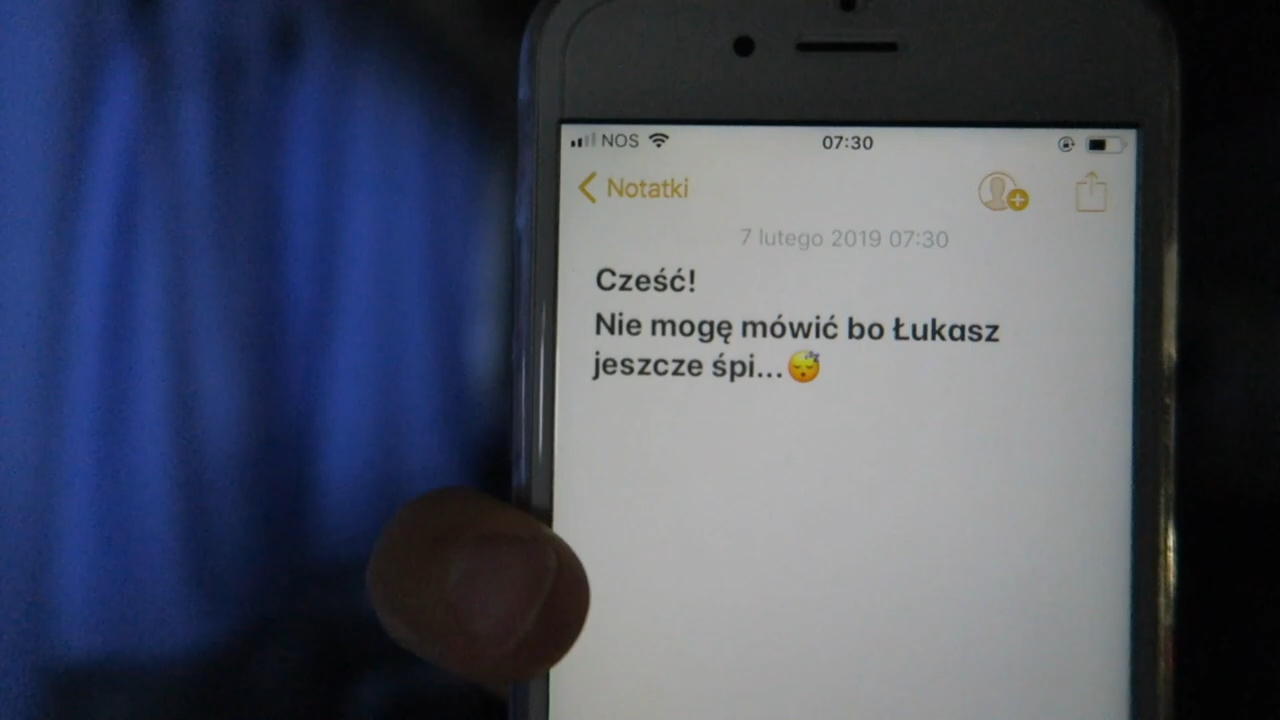 NOS 07:30
Notatki
7 lutego 2019 07:30
Cześć!
Nie mogę mówić bo Łukasz
jeszcze śpi...😴